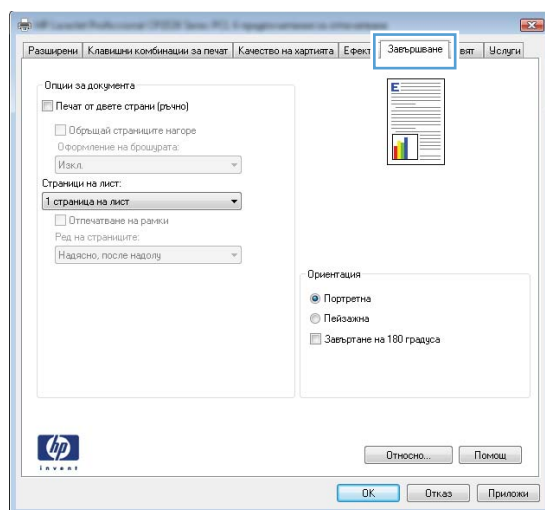 Разширени Клавишни комбинации за печат Качество на хартията Ефект Завършване вят Услуги
Опции за документа
Печат от двете страни (ръчно)
Обръщай страниците нагоре
Оформление на брошурата:
Изкл.
Страници на лист:
1 страница на лист
Отпечатване на рамки
Ред на страниците:
Надясно, после надолу
E
Ориентация
Портретна
Пейзажна
Завъртане на 180 градуса
hp
invent
Относно... Помощ
OK Отказ Приложи